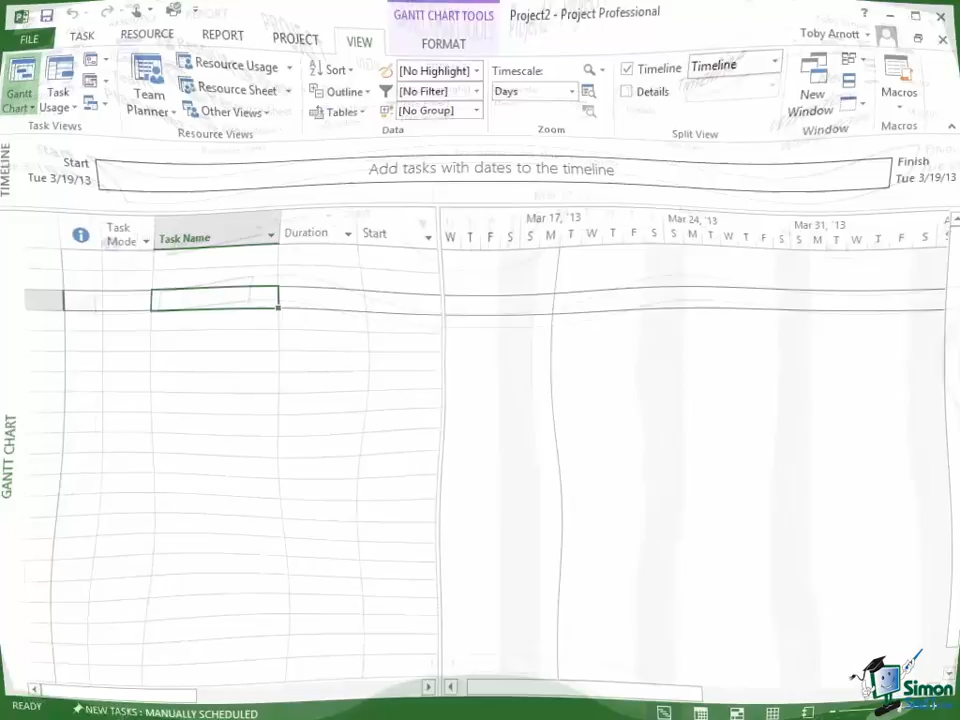 GANTT CHART TOOLS
Project2 - Project Professional
FILE
TASK
RESOURCE
REPORT
PROJECT
VIEW
FORMAT
Toby Arnott
Gantt
Chart
Task
Usage
Task Views
Team
Planner
Resource Usage
Resource Sheet
Other Views
Resource Views
Sort
Outline
Tables
[No Highlight]
[No Filter]
[No Group]
Data
Timescale:
Days
Zoom
Timeline
Timeline
Details
Split View
New
Window
Window
Macros
Macros
TIMELINE
Start
Tue 3/19/13
Add tasks with dates to the timeline
Finish
Tue 3/19/13
Task
Mode
Task Name
Duration
Start
Mar 17, '13
Mar 24, '13
Mar 31, '13
W T F S S M T W T F S S M T W T F S S M T W T F S
GANTT CHART
READY
NEW TASKS : MANUALLY SCHEDULED
Simon